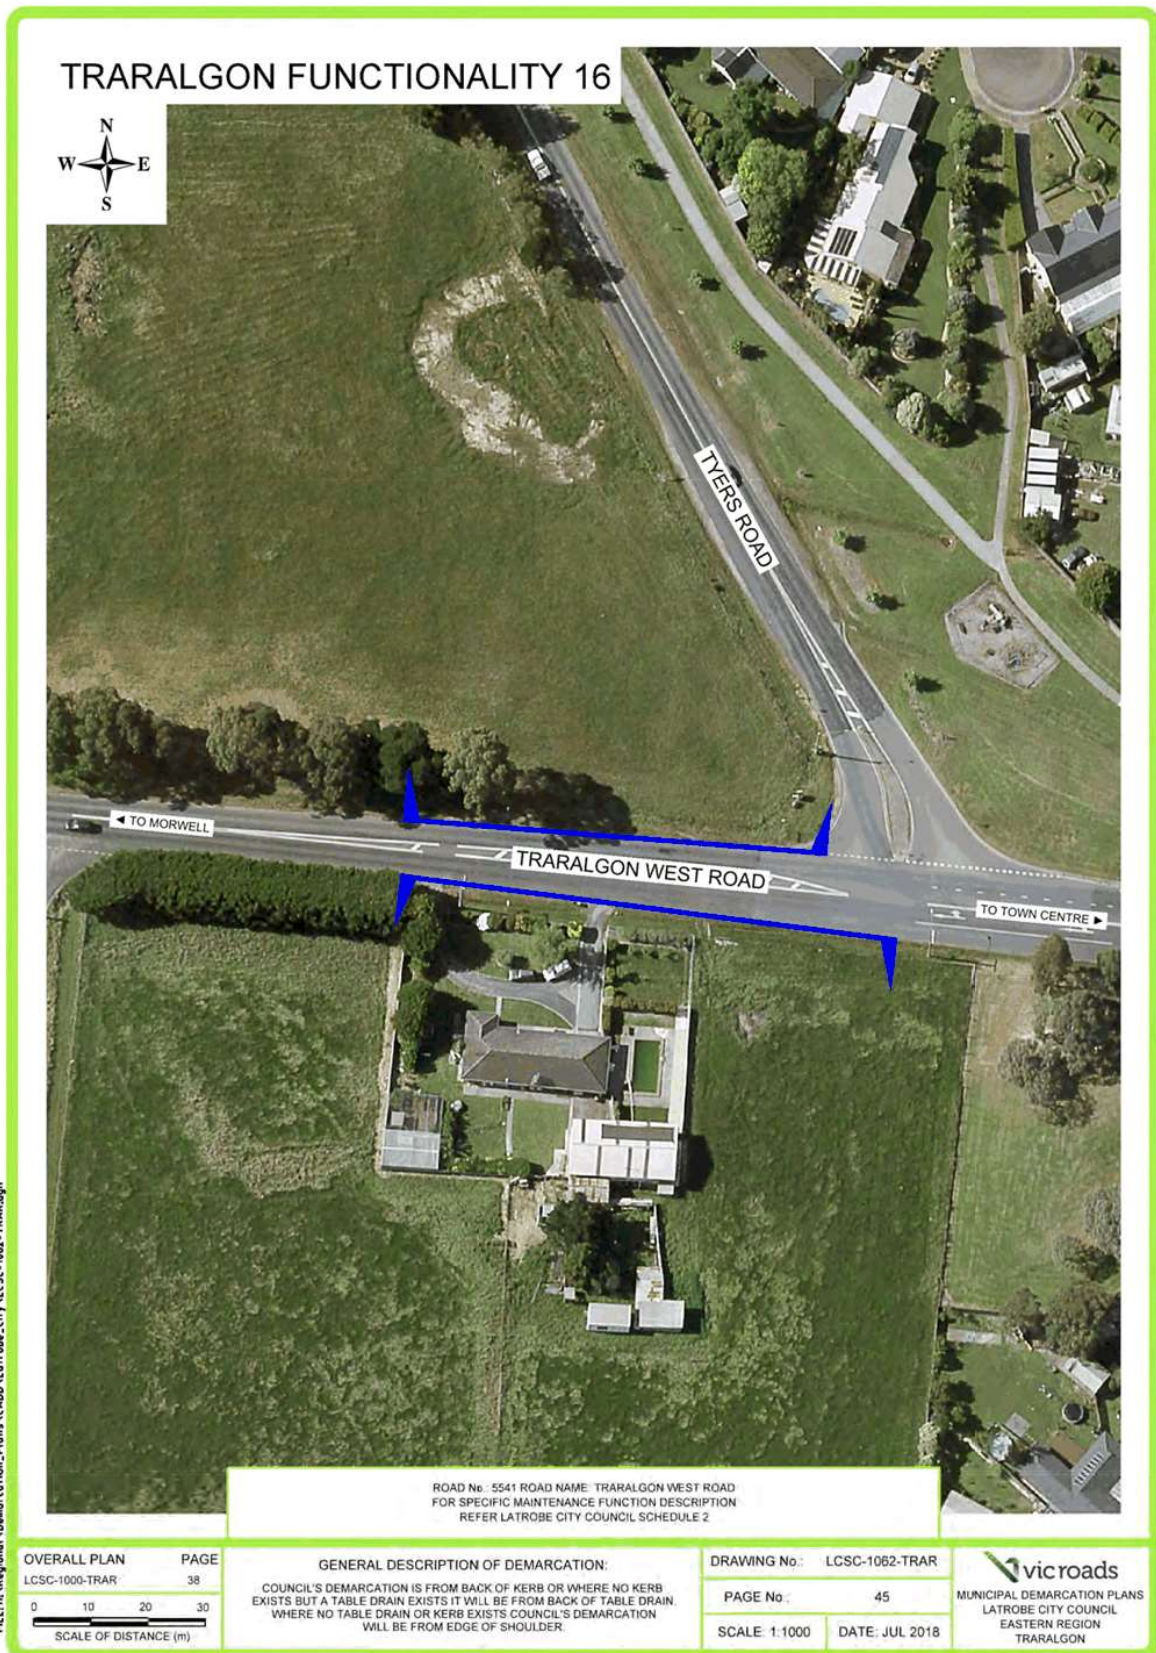 TRARALGON FUNCTIONALITY 16
N
W E
S
TYERS ROAD
◄ TO MORWELL
TRARALGON WEST ROAD
TO TOWN CENTRE ►
ROAD No.: 5541 ROAD NAME: TRARALGON WEST ROAD
FOR SPECIFIC MAINTENANCE FUNCTION DESCRIPTION
REFER LATROBE CITY COUNCIL SCHEDULE 2
OVERALL PLAN PAGE
LCSC-1000-TRAR 38
0 10 20 30
SCALE OF DISTANCE (m)
GENERAL DESCRIPTION OF DEMARCATION:
COUNCIL'S DEMARCATION IS FROM BACK OF KERB OR WHERE NO KERB
EXISTS BUT A TABLE DRAIN EXISTS IT WILL BE FROM BACK OF TABLE DRAIN.
WHERE NO TABLE DRAIN OR KERB EXISTS COUNCIL'S DEMARCATION
WILL BE FROM EDGE OF SHOULDER.
DRAWING No.: LCSC-1062-TRAR
PAGE No.: 45
SCALE: 1:1000 DATE: JUL 2018
vicroads
MUNICIPAL DEMARCATION PLANS
LATROBE CITY COUNCIL
EASTERN REGION
TRARALGON